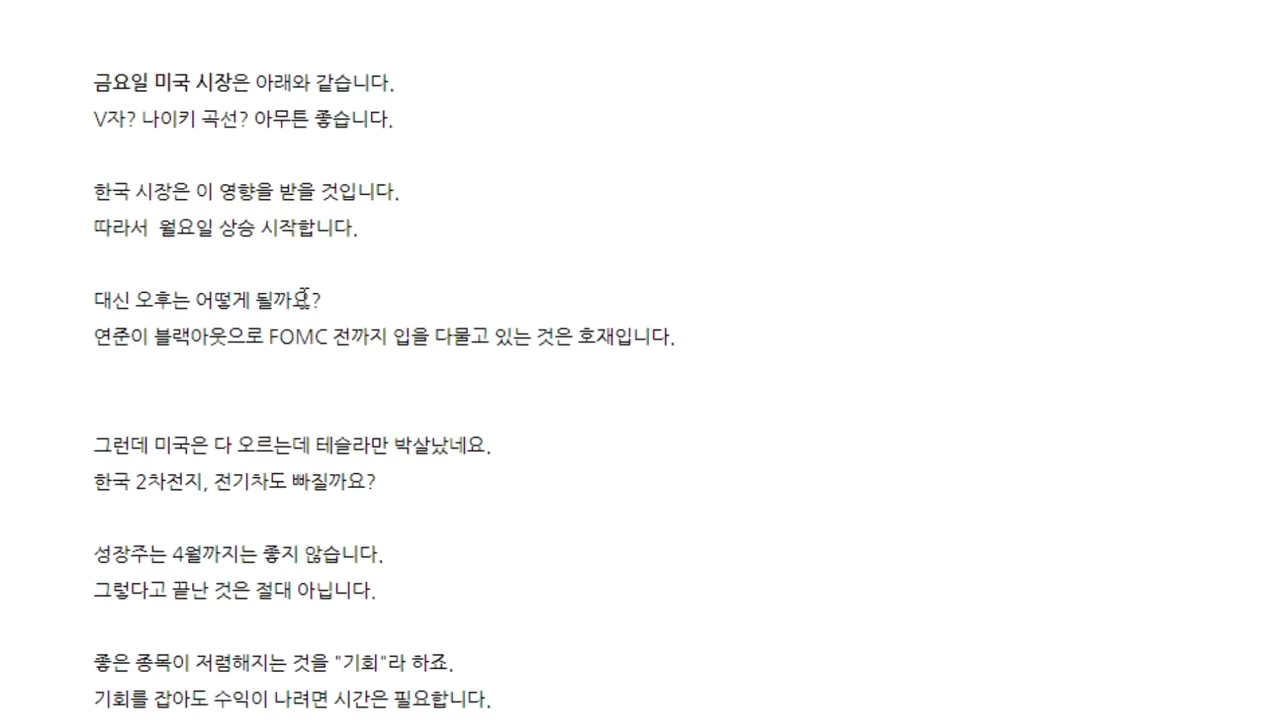 금요일 미국 시장은 아래와 같습니다.
V자? 나이키 곡선? 아무튼 좋습니다.
한국 시장은 이 영향을 받을 것입니다.
따라서 월요일 상승 시작합니다.
대신 오후는 어떻게 될까요?
연준이 블랙아웃으로 FOMC 전까지 입을 다물고 있는 것은 호재입니다.
그런데 미국은 다 오르는데 테슬라만 박살났네요.
한국 2차전지, 전기차도 빠질까요?
성장주는 4월까지는 좋지 않습니다.
그렇다고 끝난 것은 절대 아닙니다.
좋은 종목이 저렴해지는 것을 "기회"라 하죠.
기회를 잡아도 수익이 나려면 시간은 필요합니다.